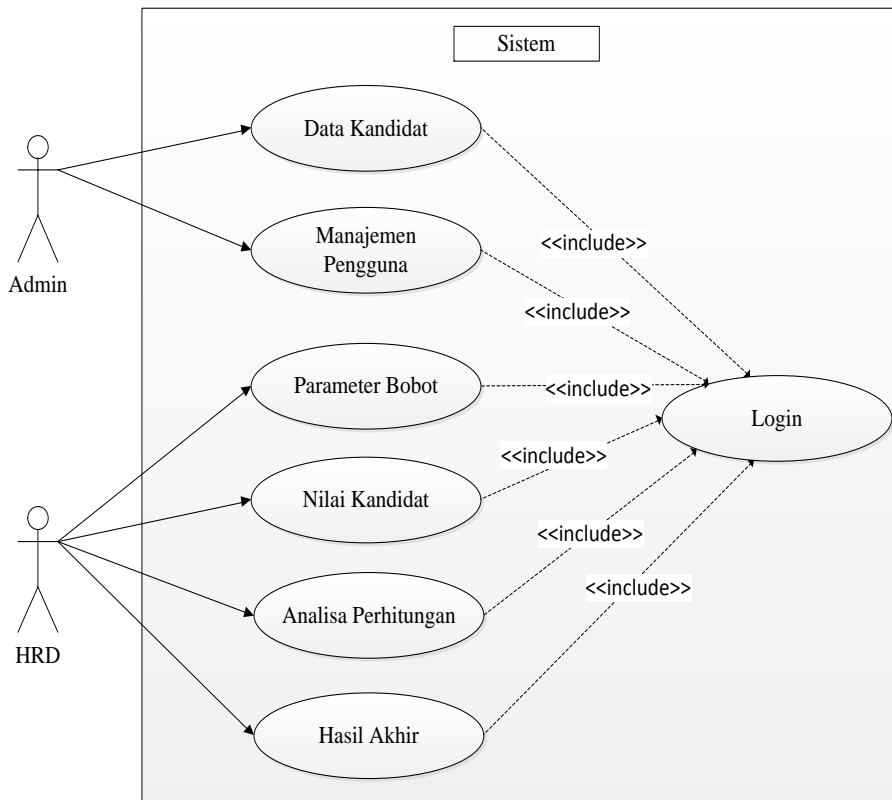 Sistem
Data Kandidat
<<include>>
Manajemen
Pengguna
Admin
<<include>>
Parameter Bobot
<<include>>
Login
Nilai Kandidat
<<include>>
<<include>>
Analisa Perhitungan
<<include>>
HRD
Hasil Akhir